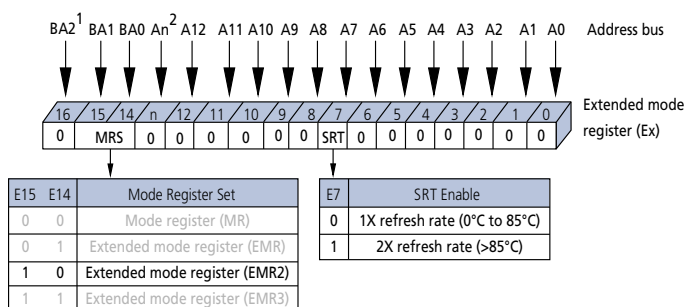 BA2¹ BA1 BA0 An² A12 A11 A10 A9 A8 A7 A6 A5 A4 A3 A2 A1 A0 Address bus
16 15 14 n 12 11 10 9 8 7 6 5 4 3 2 1 0 Extended mode
register (Ex)
0 MRS 0 0 0 0 0 0 SRT 0 0 0 0 0 0 0
E15 E14 Mode Register Set
0 0 Mode register (MR)
0 1 Extended mode register (EMR)
1 0 Extended mode register (EMR2)
1 1 Extended mode register (EMR3)
E7 SRT Enable
0 1X refresh rate (0°C to 85°C)
1 2X refresh rate (>85°C)